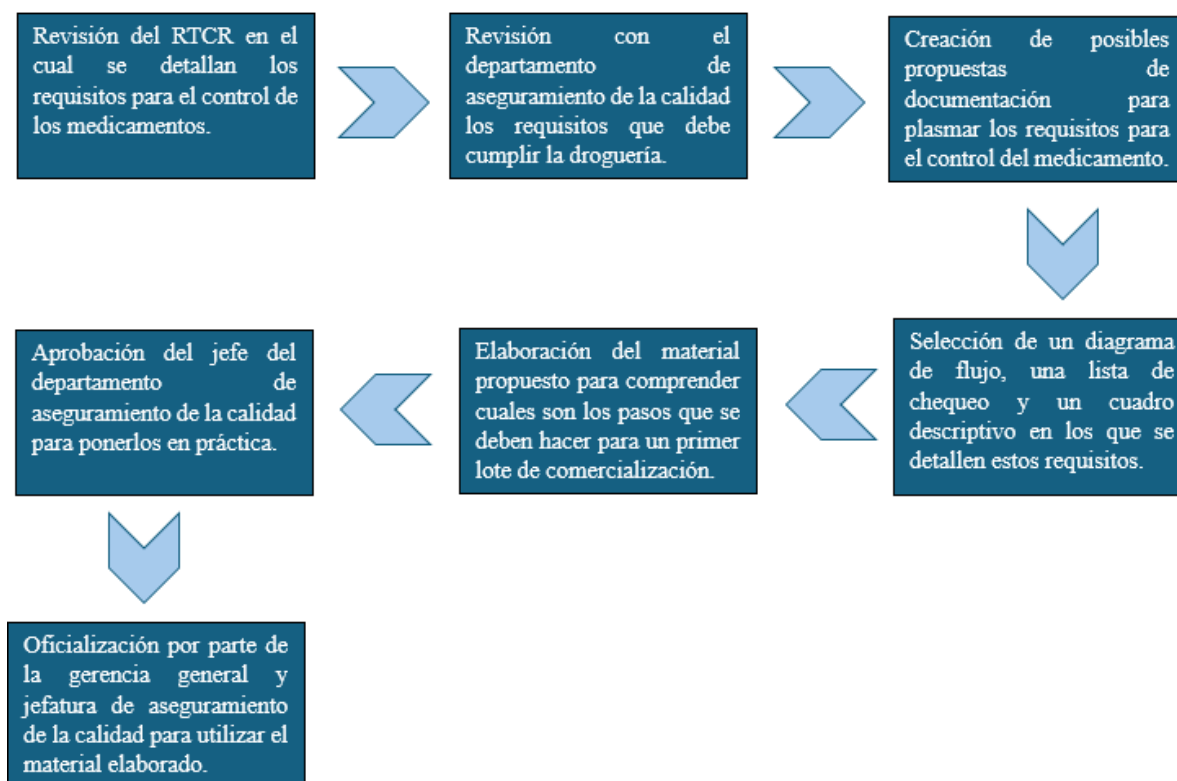 Revisión del RTCR en el
cual se detallan los
requisitos para el control de
los medicamentos.
Revisión con el
departamento de
aseguramiento de la calidad
los requisitos que debe
cumplir la droguería.
Creación de posibles
propuestas de
documentación para
plasmar los requisitos para
el control del medicamento.
Selección de un diagrama
de flujo, una lista de
chequeo y un cuadro
descriptivo en los que se
detallen estos requisitos.
Elaboración del material
propuesto para comprender
cuales son los pasos que se
deben hacer para un primer
lote de comercialización.
Aprobación del jefe del
departamento de
aseguramiento de la calidad
para ponerlos en práctica.
Oficialización por parte de
la gerencia general y
jefatura de aseguramiento
de la calidad para utilizar el
material elaborado.